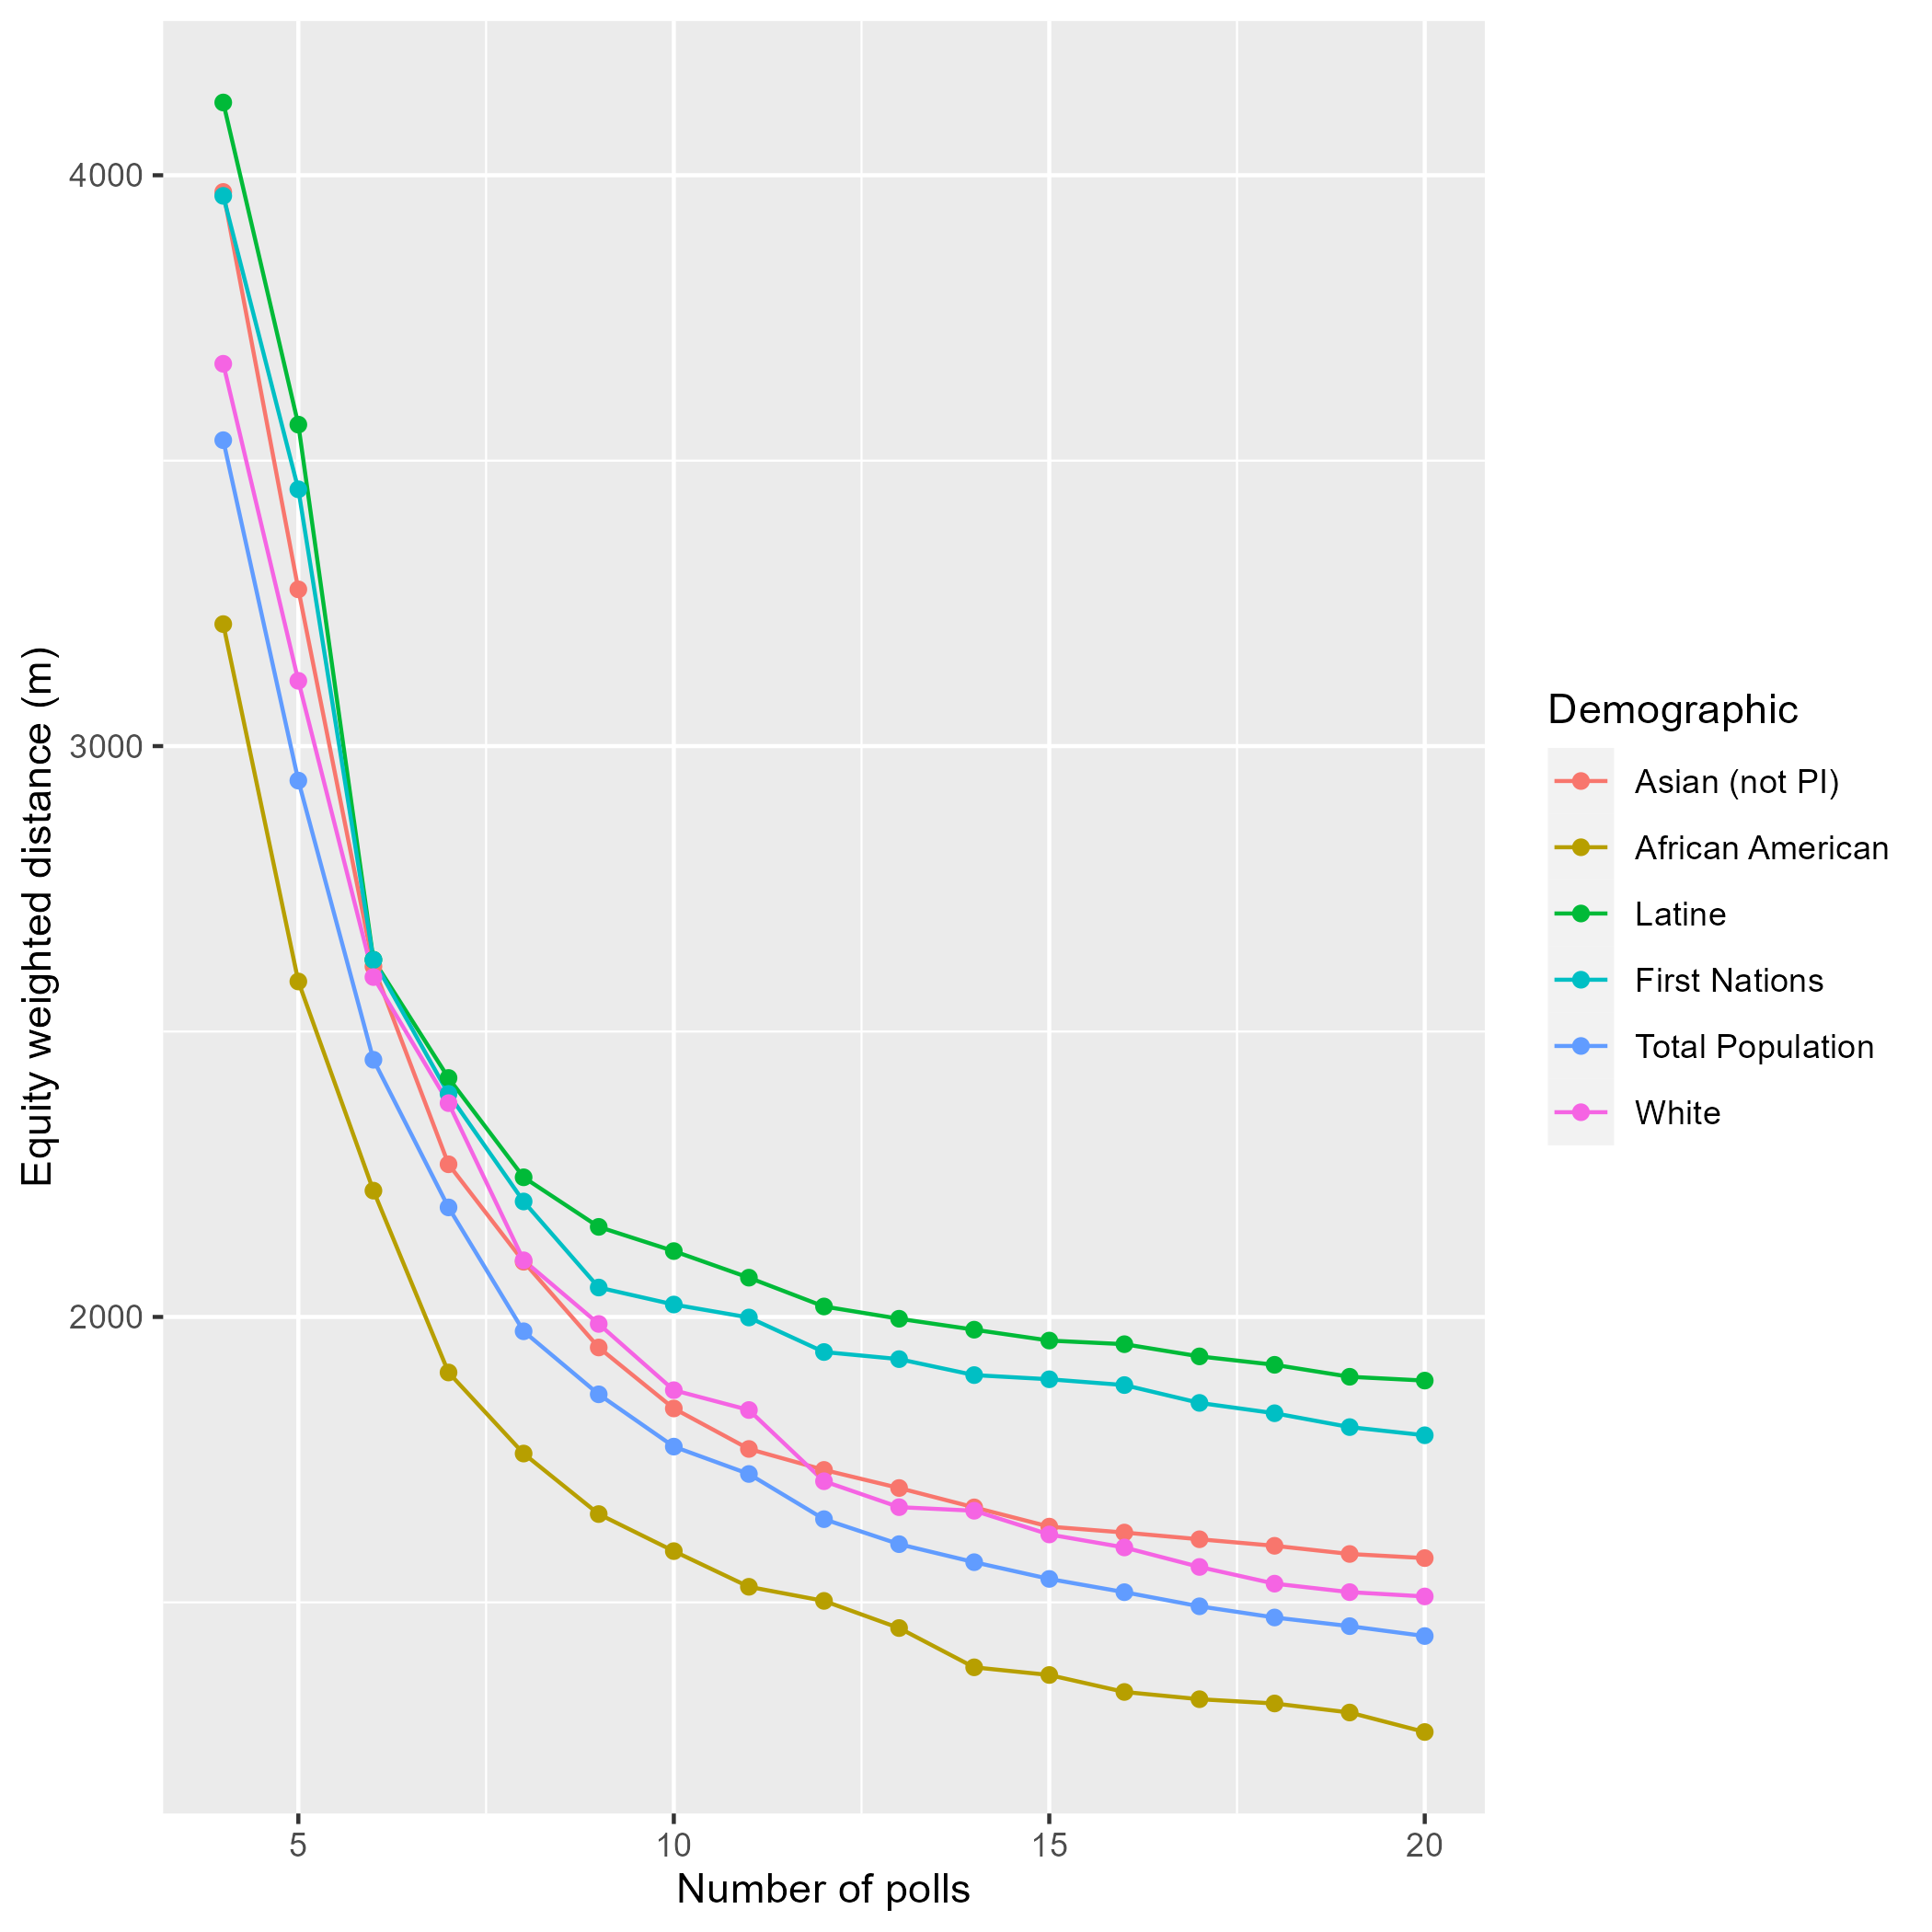 Equity weighted distance (m)
4000
3000
2000
5
10
15
20
Number of polls
Demographic
Asian (not PI)
African American
Latine
First Nations
Total Population
White